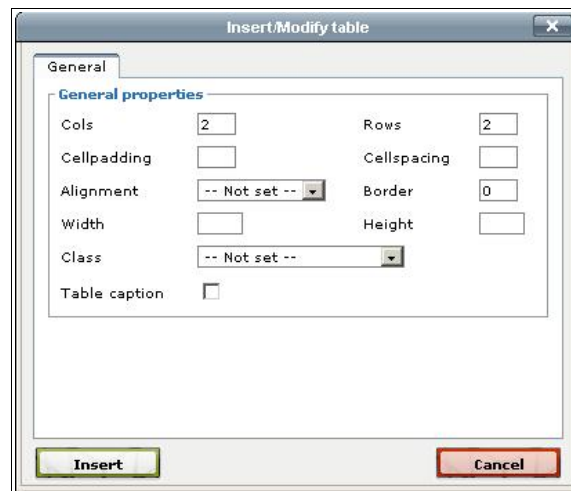 Insert/Modify table
General
General properties
Cols 2 Rows 2
Cellpadding Cellspacing
Alignment -- Not set -- Border 0
Width Height
Class -- Not set --
Table caption
Insert Cancel